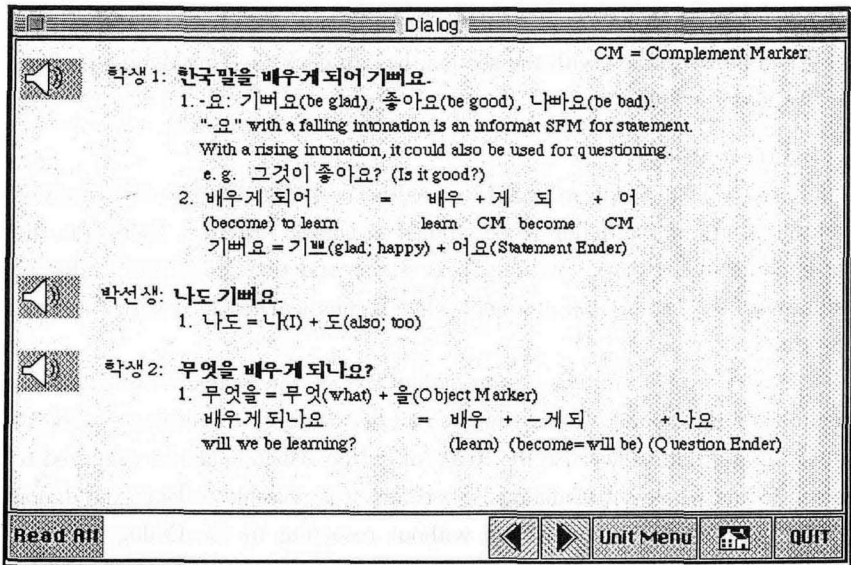 Dialog
CM = Complement Marker
학생 1: 한국말을 배우게 되어 기뻐요.
1. -요: 기뻐요(be glad), 좋아요(be good), 나빠요(be bad).
"-요" with a falling intonation is an informat SFM for statement.
With a rising intonation, it could also be used for questioning.
e. g. 그것이 좋아요? (Is it good?)
2. 배우게 되어 = 배우 + 게 되 + 어
(become) to learn learn CM become CM
기뻐요 = 기쁘(glad; happy) + 어요(Statement Ender)
박선생: 나도 기뻐요.
1. 나도 = 나(I) + 도(also; too)
학생 2: 무엇을 배우게 되나요?
1. 무엇을 = 무엇(what) + 을(Object Marker)
배우게 되나요 = 배우 + -게 되 + 나요
will we be learning? (learn) (become=will be) (Question Ender)
Read All Unit Menu QUIT